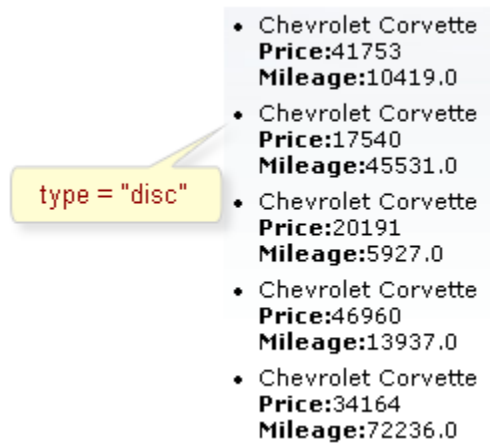 • Chevrolet Corvette
Price:41753
Mileage:10419.0
• Chevrolet Corvette
Price:17540
Mileage:45531.0
type = "disc"
• Chevrolet Corvette
Price:20191
Mileage:5927.0
• Chevrolet Corvette
Price:46960
Mileage:13937.0
• Chevrolet Corvette
Price:34164
Mileage:72236.0